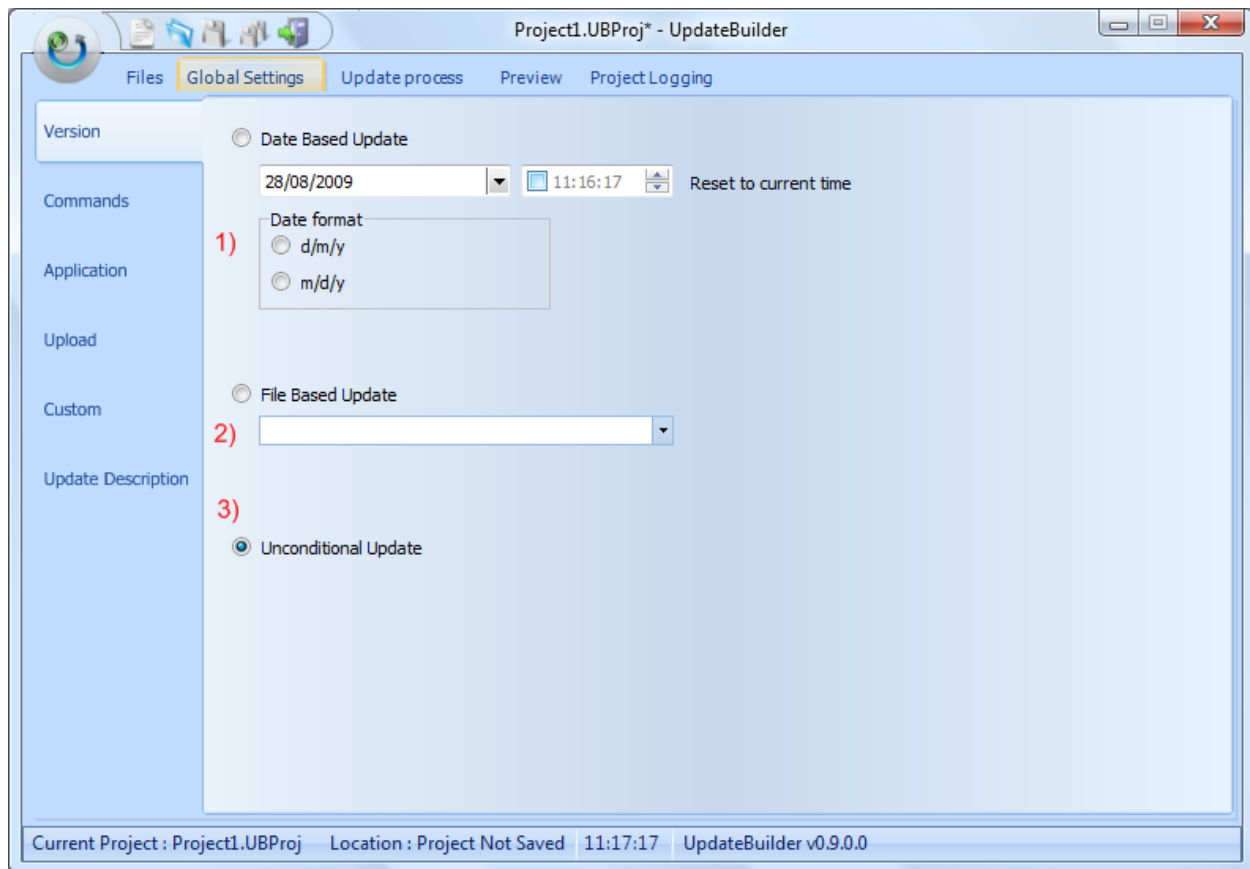 Project1.UBProj* - UpdateBuilder
Files Global Settings Update process Preview Project Logging
Version
Date Based Update
28/08/2009 11:16:17 Reset to current time
Commands
Date format
1) d/m/y
Application
m/d/y
Upload
File Based Update
Custom
2)
Update Description
3)
Unconditional Update
Current Project : Project1.UBProj Location : Project Not Saved 11:17:17 UpdateBuilder v0.9.0.0